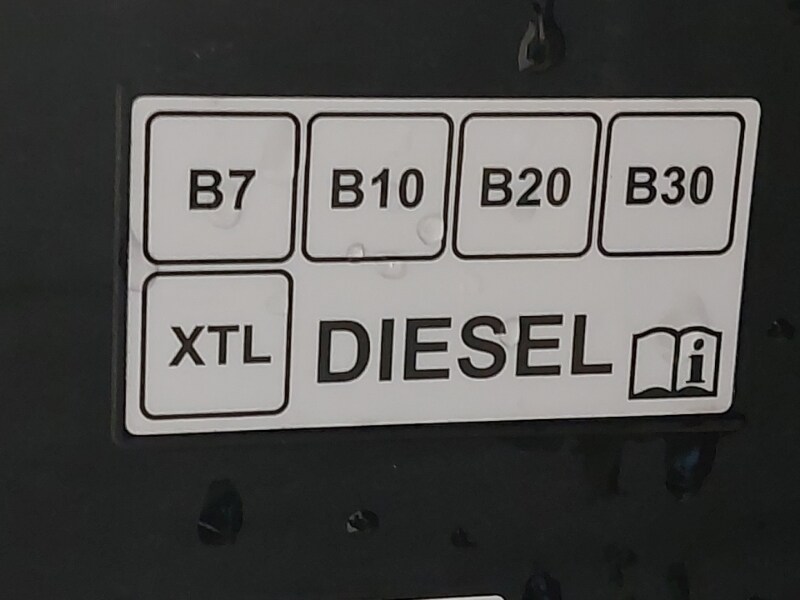 B7 B10 B20 B30
XTL DIESEL i